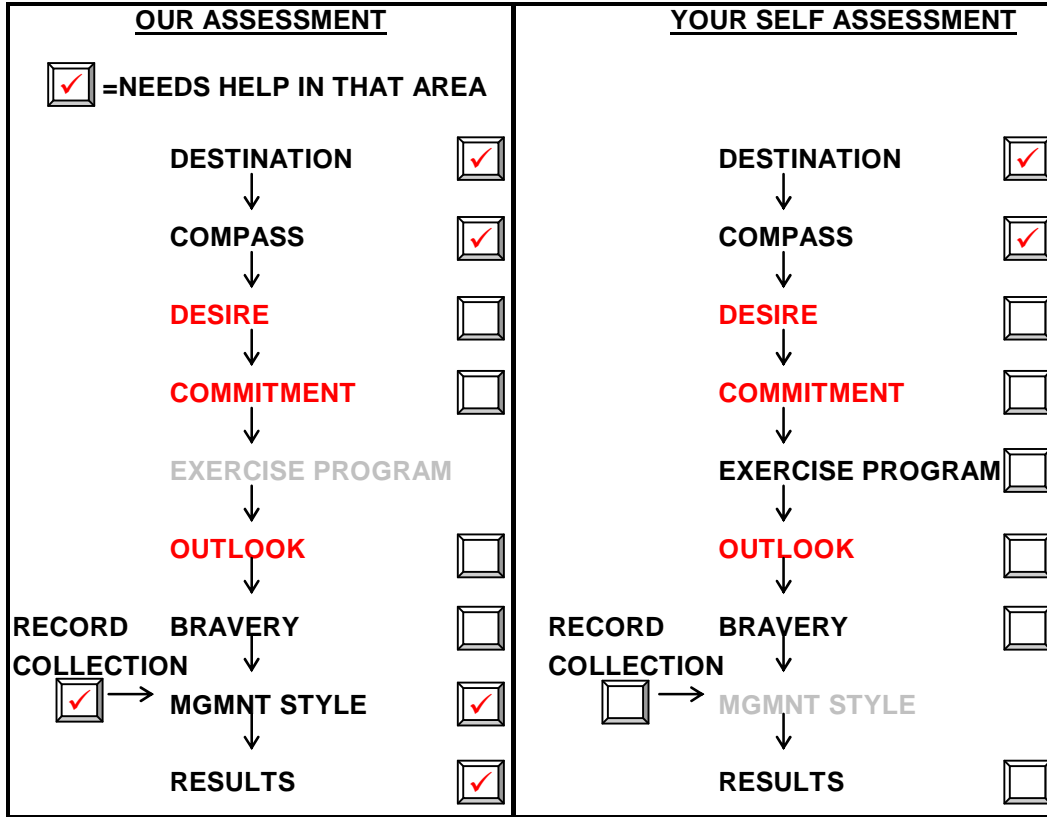 OUR ASSESSMENT
=NEEDS HELP IN THAT AREA
DESTINATION
COMPASS
DESIRE
COMMITMENT
EXERCISE PROGRAM
OUTLOOK
RECORD BRAVERY
COLLECTION
MGMNT STYLE
RESULTS
YOUR SELF ASSESSMENT
DESTINATION
COMPASS
DESIRE
COMMITMENT
EXERCISE PROGRAM
OUTLOOK
RECORD BRAVERY
COLLECTION
MGMNT STYLE
RESULTS